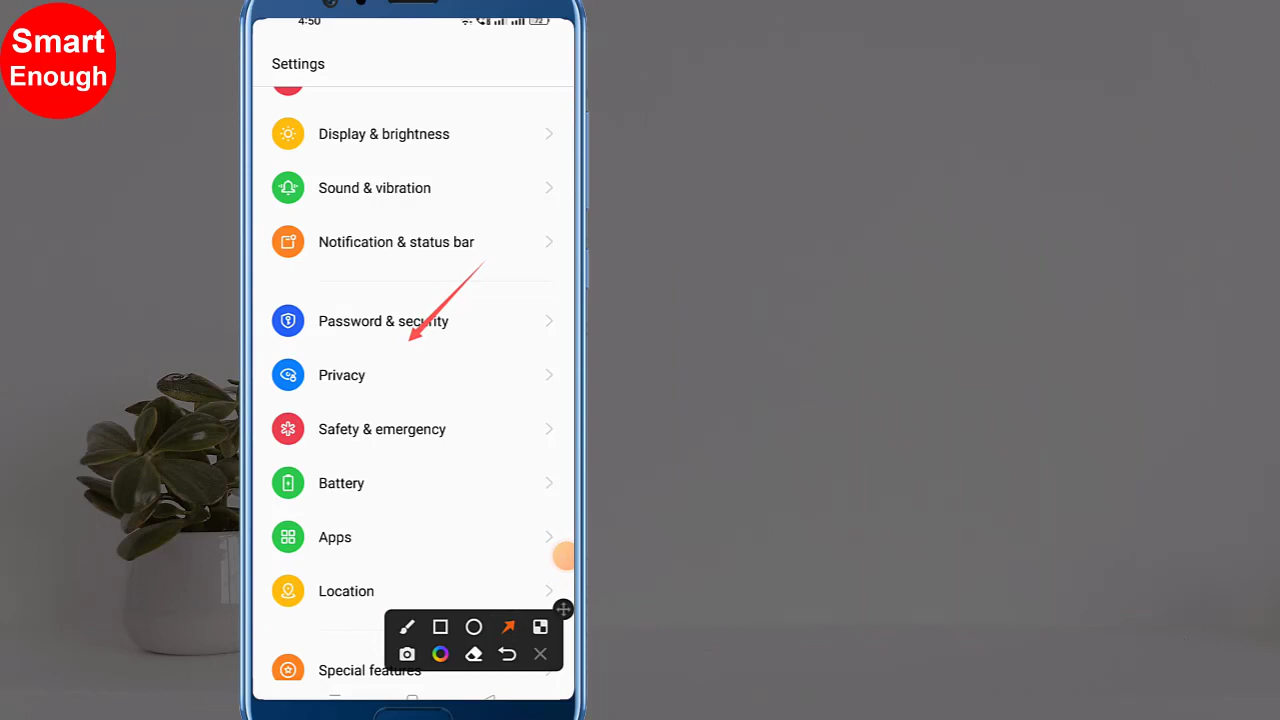 Smart
Enough
4:50
72
Settings
Display & brightness
Sound & vibration
Notification & status bar
Password & security
Privacy
Safety & emergency
Battery
Apps
Location
Special features